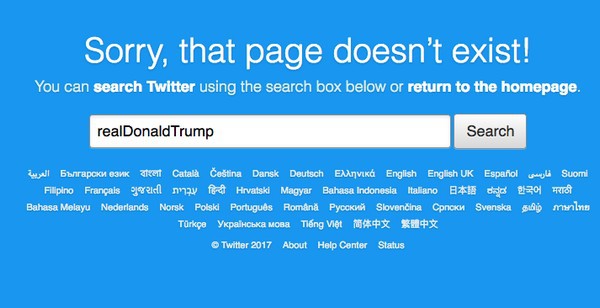 Sorry, that page doesn't exist!
You can search Twitter using the search box below or return to the homepage.
realDonaldTrump
Search
العربية Български език বাংলা Català Čeština Dansk Deutsch Ελληνικά English English UK Español فارسی Suomi
Filipino Français ગુજરાતી עִבְרִית हिन्दी Hrvatski Magyar Bahasa Indonesia Italiano 日本語 ಕನ್ನಡ 한국어 मराठी
Bahasa Melayu Nederlands Norsk Polski Português Română Русский Slovenčina Српски Svenska தமிழ் ภาษาไทย
Türkçe Українська мова Tiếng Việt 简体中文 繁體中文
© Twitter 2017 About Help Center Status